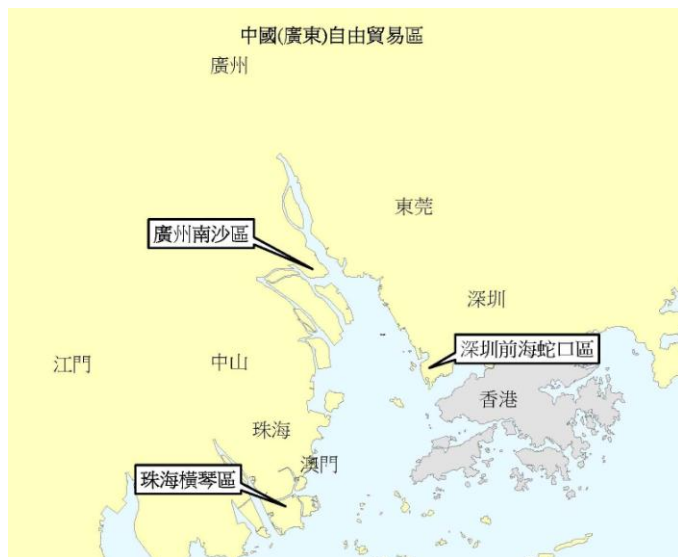 中國(廣東)自由貿易區
廣州
東莞
廣州南沙區
深圳
深圳前海蛇口區
江門
中山
香港
珠海
澳門
珠海橫琴區